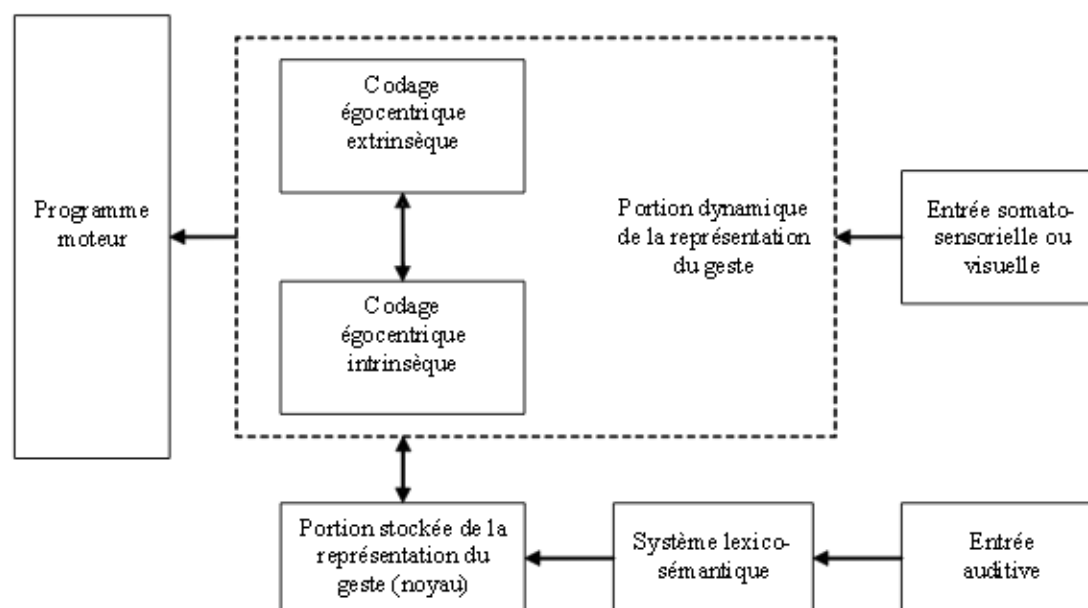 Codage
égocentrique
extrinsèque
Programme
moteur
Portion dynamique
de la représentation
du geste
Entrée somato-
sensorielle ou
visuelle
Codage
égocentrique
intrinsèque
Portion stockée de la
représentation du
geste (noyau)
Système lexico-
sémantique
Entrée
auditive